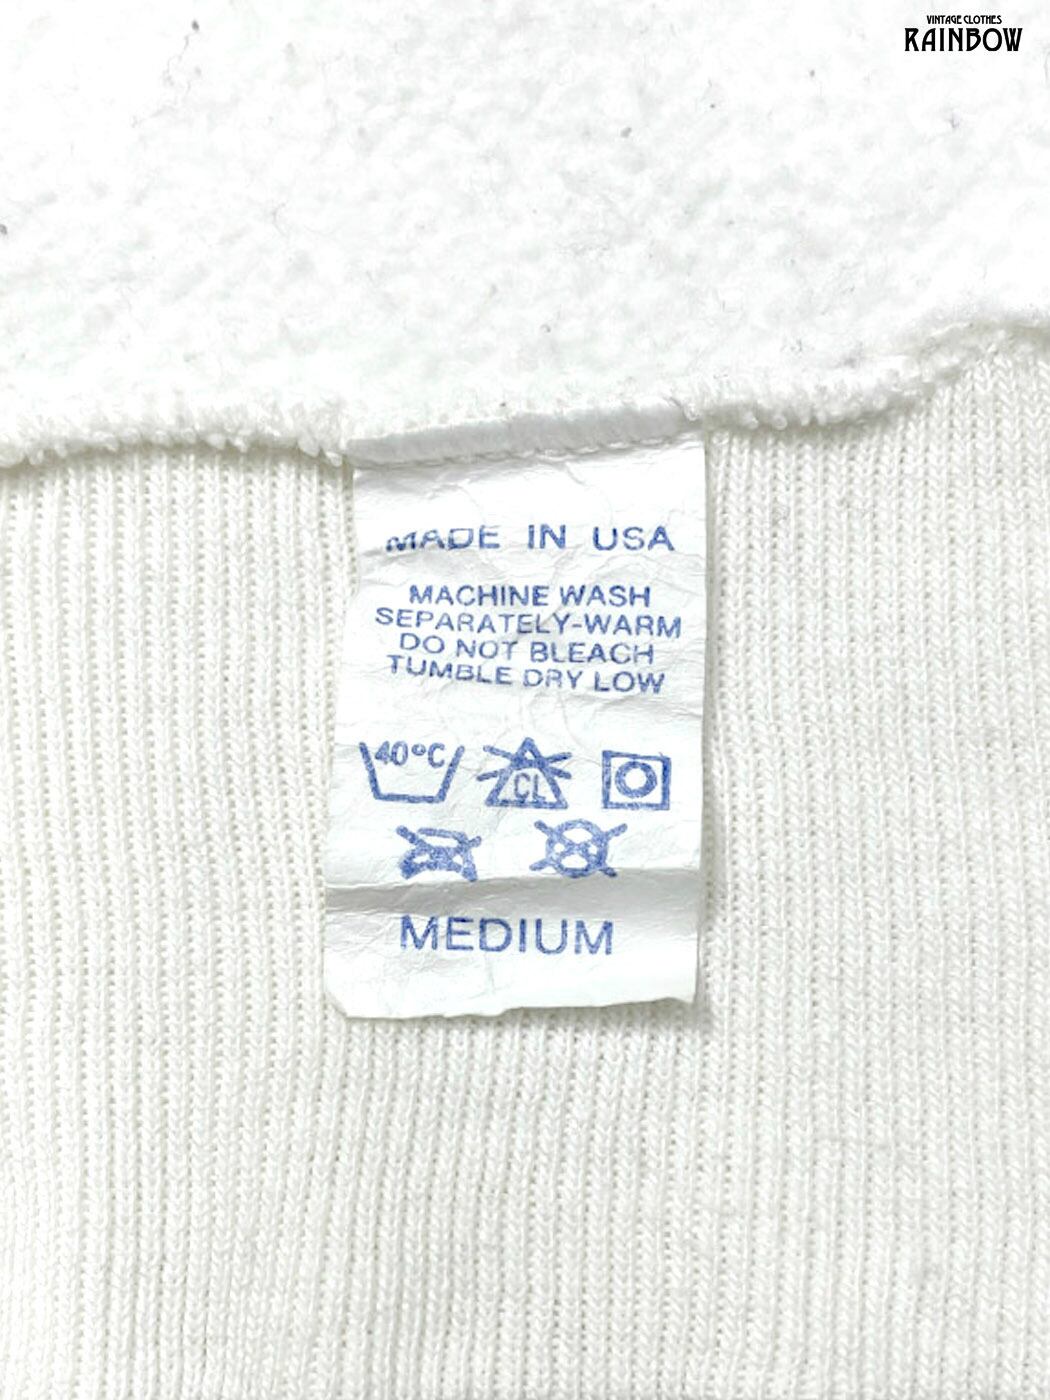 VINTAGE CLOTHES
RAINBOW
MADE IN USA
MACHINE WASH
SEPARATELY-WARM
DO NOT BLEACH
TUMBLE DRY LOW
40°C CL
MEDIUM